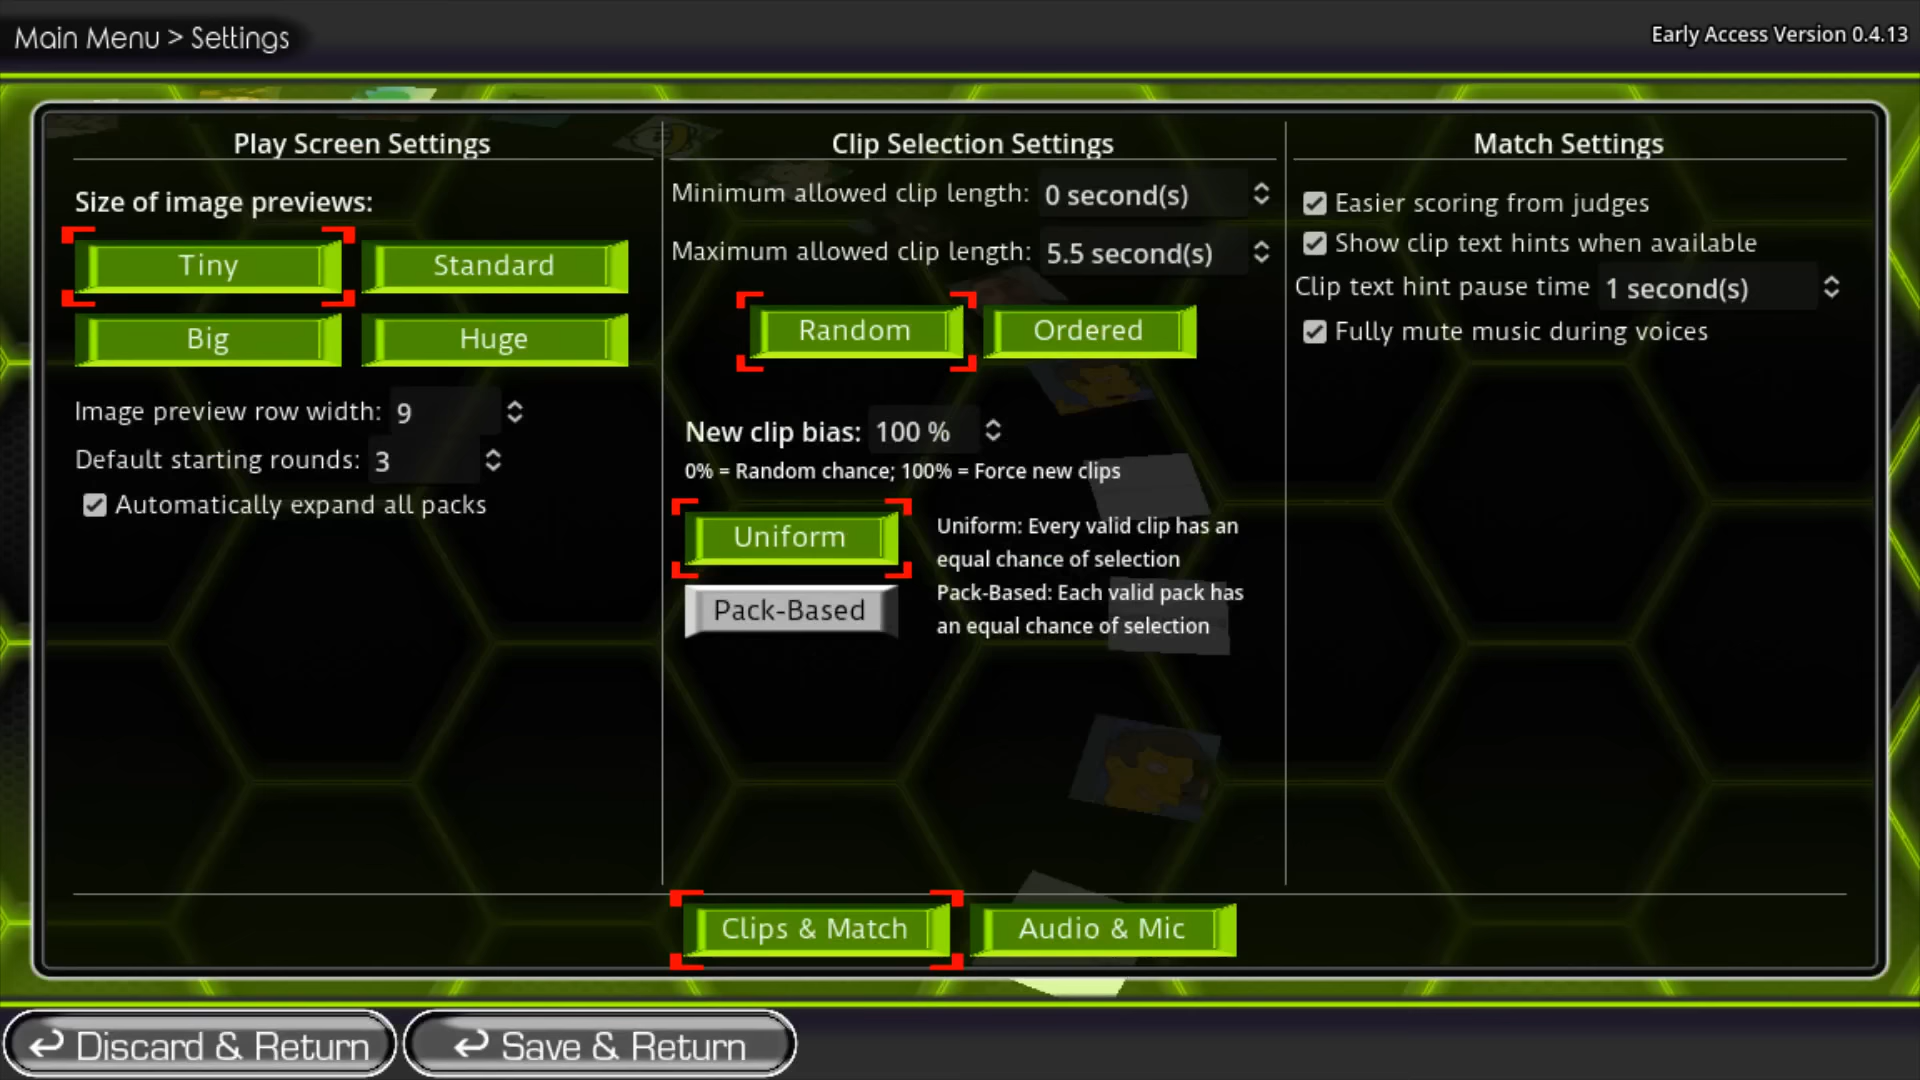 Main Menu > Settings
Early Access Version 0.4.13
Play Screen Settings
Size of image previews:
Tiny
Standard
Big
Huge
Image preview row width: 9
Default starting rounds: 3
Automatically expand all packs
Clip Selection Settings
Minimum allowed clip length: 0 second(s)
Maximum allowed clip length: 5.5 second(s)
Random
Ordered
New clip bias: 100 %
0% = Random chance; 100% = Force new clips
Uniform
Pack-Based
Uniform: Every valid clip has an
equal chance of selection
Pack-Based: Each valid pack has
an equal chance of selection
Match Settings
Easier scoring from judges
Show clip text hints when available
Clip text hint pause time 1 second(s)
Fully mute music during voices
Clips & Match
Audio & Mic
Discard & Return
Save & Return